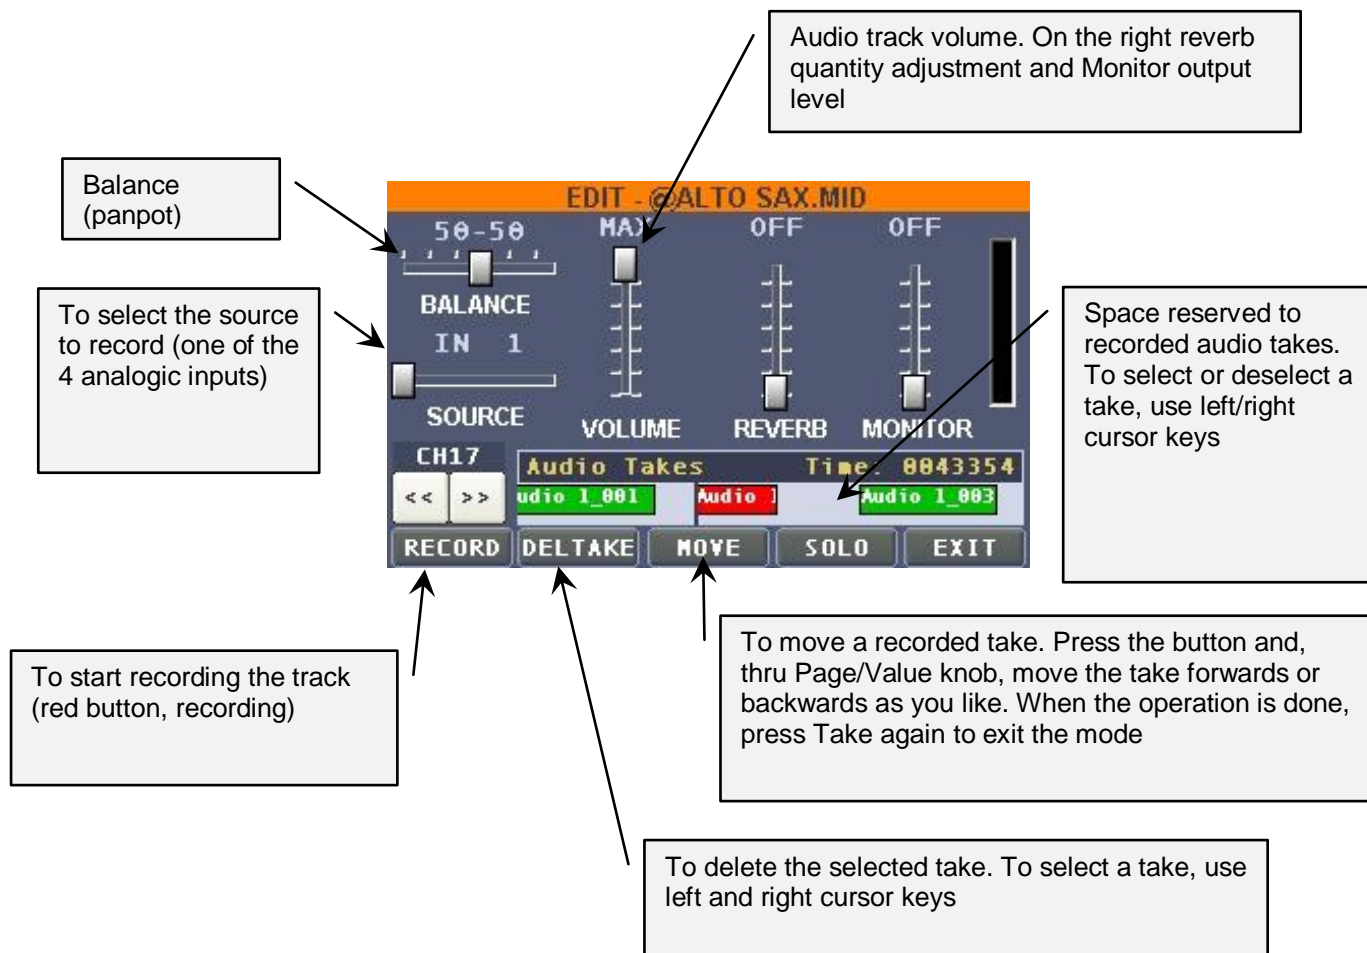 Audio track volume. On the right reverb
quantity adjustment and Monitor output
level
Balance
(panpot)
To select the source
to record (one of the
4 analogic inputs)
EDIT - @ALTO SAX.MID
50-50 MAX OFF OFF
BALANCE
IN 1
SOURCE VOLUME REVERB MONITOR
CH17
Audio Takes Time: 0043354
<< >> udio 1_001 Audio 1 Audio 1_003
RECORD DELTAKE MOVE SOLO EXIT
Space reserved to
recorded audio takes.
To select or deselect a
take, use left/right
cursor keys
To start recording the track
(red button, recording)
To move a recorded take. Press the button and,
thru Page/Value knob, move the take forwards or
backwards as you like. When the operation is done,
press Take again to exit the mode
To delete the selected take. To select a take, use
left and right cursor keys